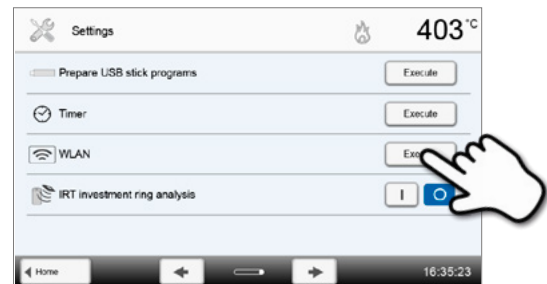 Settings
403°C
Prepare USB stick programs
Execute
Timer
Execute
WLAN
IRT investment ring analysis
I O
Home
16:35:23